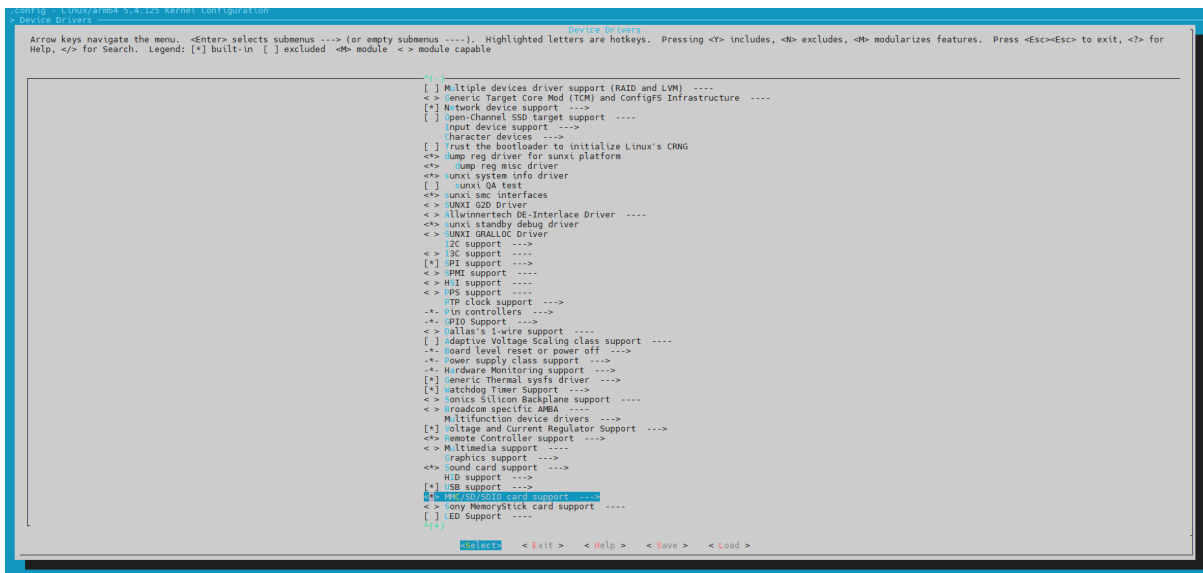 .config - Linux/arm64 5.4.125 Kernel Configuration
> Device Drivers
Device Drivers
Arrow keys navigate the menu.  <Enter> selects submenus ---> (or empty submenus ----).  Highlighted letters are hotkeys.  Pressing <Y> includes, <N> excludes, <M> modularizes features.  Press <Esc><Esc> to exit, <?> for
Help, </> for Search.  Legend: [*] built-in  [ ] excluded  <M> module  < > module capable
^(-)
[ ] Multiple devices driver support (RAID and LVM)  ----
< > Generic Target Core Mod (TCM) and ConfigFS Infrastructure  ----
[*] Network device support  --->
[ ] Open-Channel SSD target support  ----
Input device support  --->
Character devices  --->
[ ] Trust the bootloader to initialize Linux's CRNG
<*> dump reg driver for sunxi platform
<*>   dump reg misc driver
<*> sunxi system info driver
[ ]   sunxi QA test
<*> sunxi smc interfaces
< > SUNXI G2D Driver
< > Allwinnertech DE-Interlace Driver  ----
<*> sunxi standby debug driver
< > SUNXI GRALLOC Driver
I2C support  --->
< > I3C support  ----
[*] SPI support  --->
< > SPMI support  ----
< > HSI support  ----
< > PPS support  ----
PTP clock support  --->
-*- Pin controllers  --->
-*- GPIO Support  --->
< > Dallas's 1-wire support  ----
[ ] Adaptive Voltage Scaling class support  ----
-*- Board level reset or power off  --->
-*- Power supply class support  --->
-*- Hardware Monitoring support  --->
[*] Generic Thermal sysfs driver  --->
[*] Watchdog Timer Support  --->
< > Sonics Silicon Backplane support  ----
< > Broadcom specific AMBA  ----
Multifunction device drivers  --->
[*] Voltage and Current Regulator Support  --->
<*> Remote Controller support  --->
< > Multimedia support  ----
Graphics support  --->
<*> Sound card support  --->
HID support  --->
[*] USB support  --->
<*> MMC/SD/SDIO card support  --->
< > Sony MemoryStick card support  ----
[ ] LED Support  ----
^(+)
<Select>    < Exit >    < Help >    < Save >    < Load >